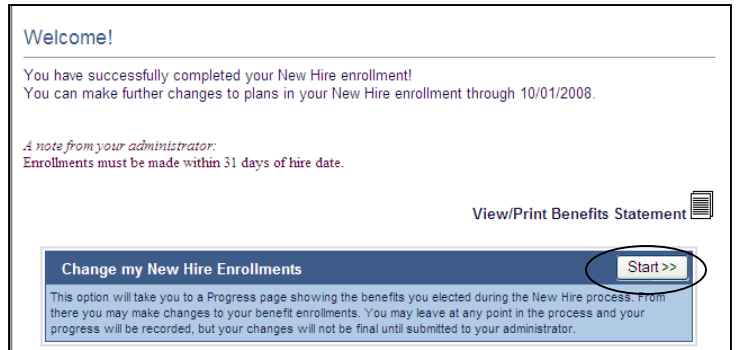 Welcome!
You have successfully completed your New Hire enrollment!
You can make further changes to plans in your New Hire enrollment through 10/01/2008.
A note from your administrator:
Enrollments must be made within 31 days of hire date.
View/Print Benefits Statement
Change my New Hire Enrollments Start>>
This option will take you to a Progress page showing the benefits you elected during the New Hire process. From
there you may make changes to your benefit enrollments. You may leave at any point in the process and your
progress will be recorded, but your changes will not be final until submitted to your administrator.